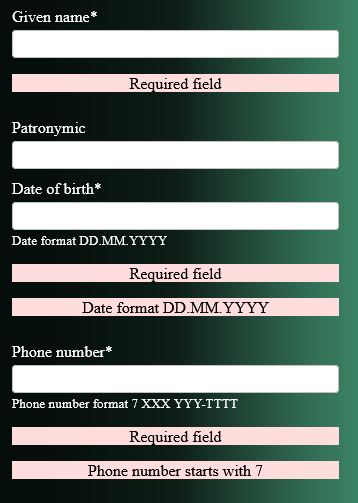 Given name*
Required field
Patronymic
Date of birth*
Date format DD.MM.YYYY
Required field
Date format DD.MM.YYYY
Phone number*
Phone number format 7 XXX YYY-TTTT
Required field
Phone number starts with 7